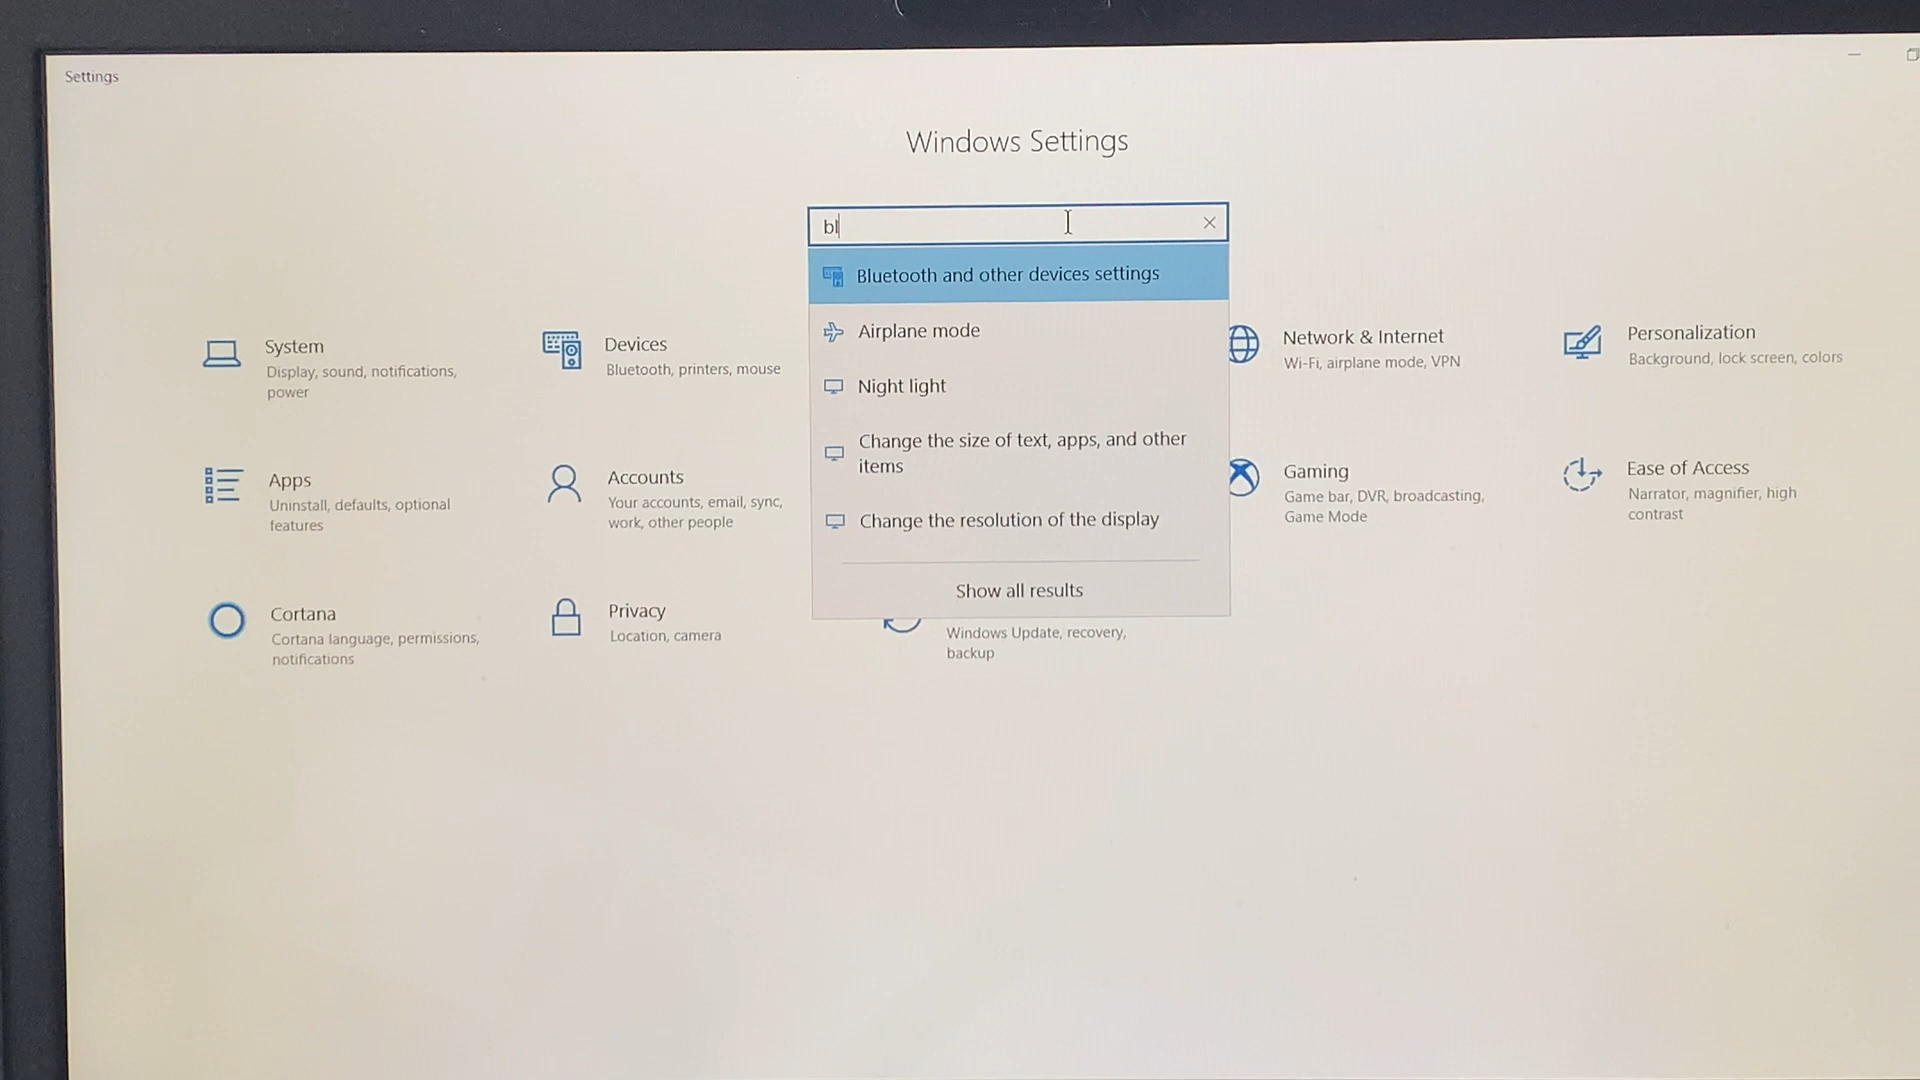 Settings
Windows Settings
bl
Bluetooth and other devices settings
Airplane mode
Night light
Change the size of text, apps, and other
items
Change the resolution of the display
Show all results
System
Display, sound, notifications,
power
Devices
Bluetooth, printers, mouse
Network & Internet
Wi-Fi, airplane mode, VPN
Personalization
Background, lock screen, colors
Apps
Uninstall, defaults, optional
features
Accounts
Your accounts, email, sync,
work, other people
Gaming
Game bar, DVR, broadcasting,
Game Mode
Ease of Access
Narrator, magnifier, high
contrast
Cortana
Cortana language, permissions,
notifications
Privacy
Location, camera
Windows Update, recovery,
backup